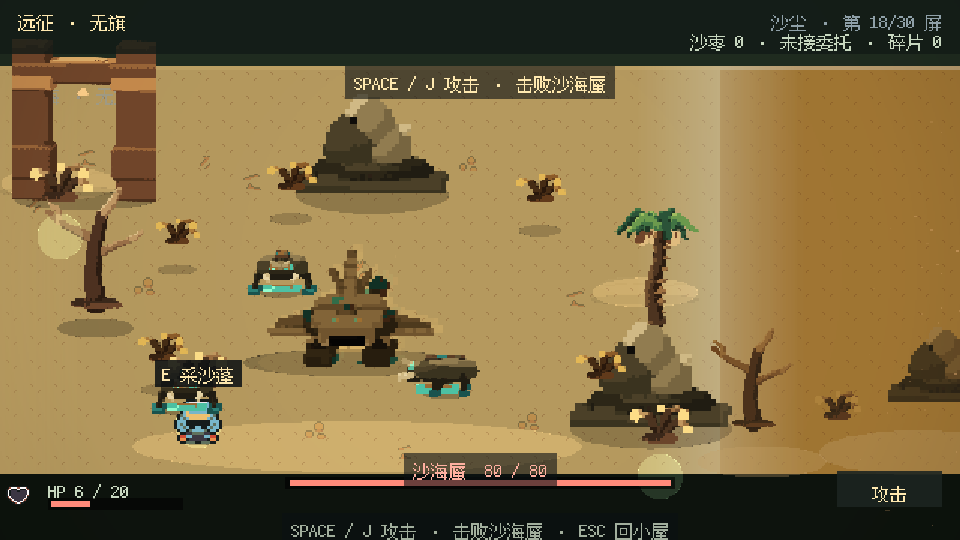 远征 · 无旗
沙尘 · 第 18/30 屏
沙枣 0 · 未接委托 · 碎片 0
SPACE / J 攻击 · 击败沙海蜃
E 采沙蓬
沙海蜃 80 / 80
HP 6 / 20
攻击
SPACE / J 攻击 · 击败沙海蜃 · ESC 回小屋